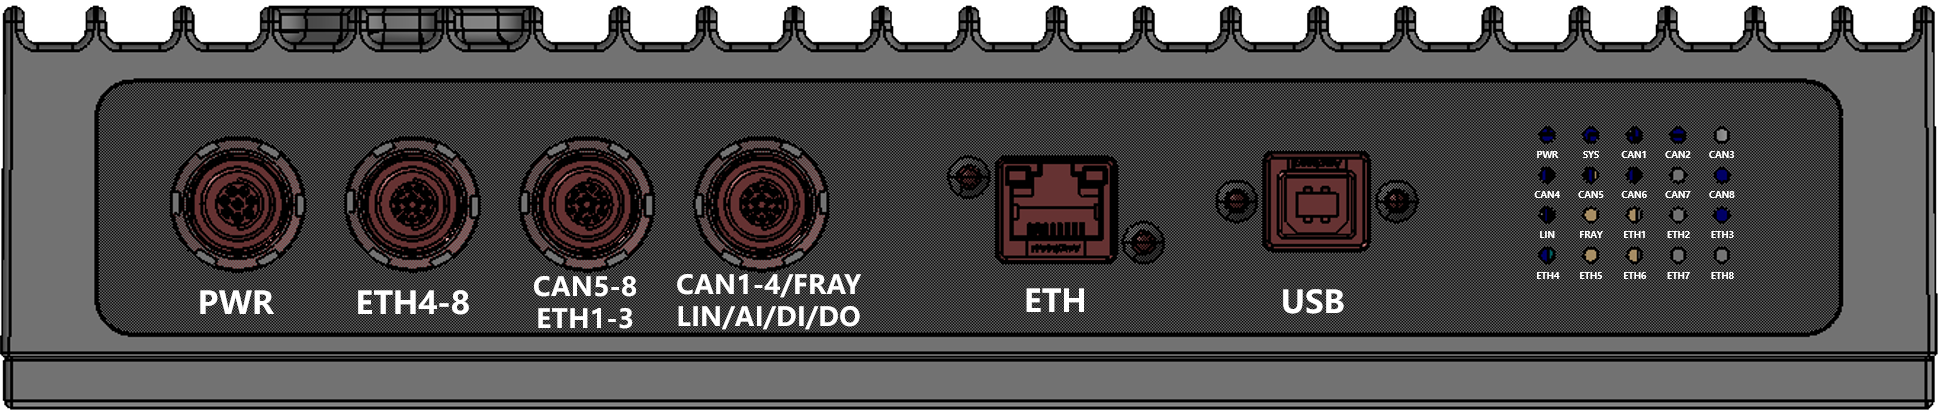 PWR
ETH4-8
CAN5-8
ETH1-3
CAN1-4/FRAY
LIN/AI/DI/DO
ETH
USB
PWR SYS CAN1 CAN2 CAN3
CAN4 CAN5 CAN6 CAN7 CAN8
LIN FRAY ETH1 ETH2 ETH3
ETH4 ETH5 ETH6 ETH7 ETH8